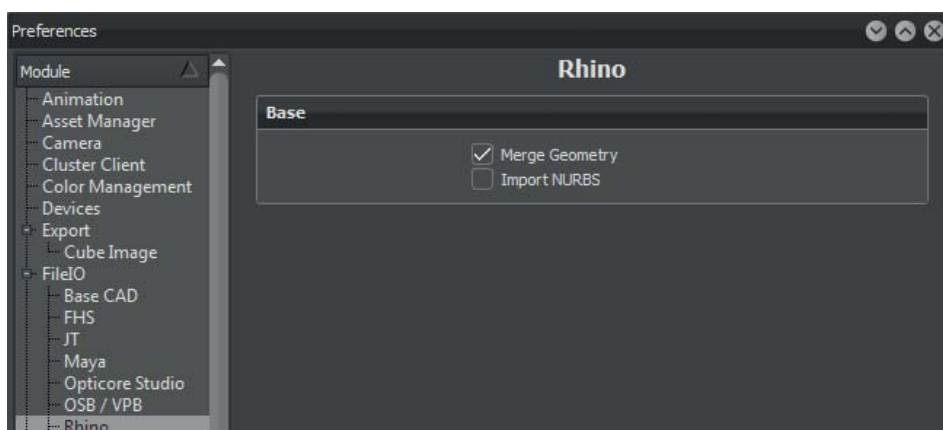 Preferences
Module
Animation
Asset Manager
Camera
Cluster Client
Color Management
Devices
Export
Cube Image
FileIO
Base CAD
FHS
JT
Maya
Opticore Studio
OSB / VPB
Rhino
Rhino
Base
Merge Geometry
Import NURBS